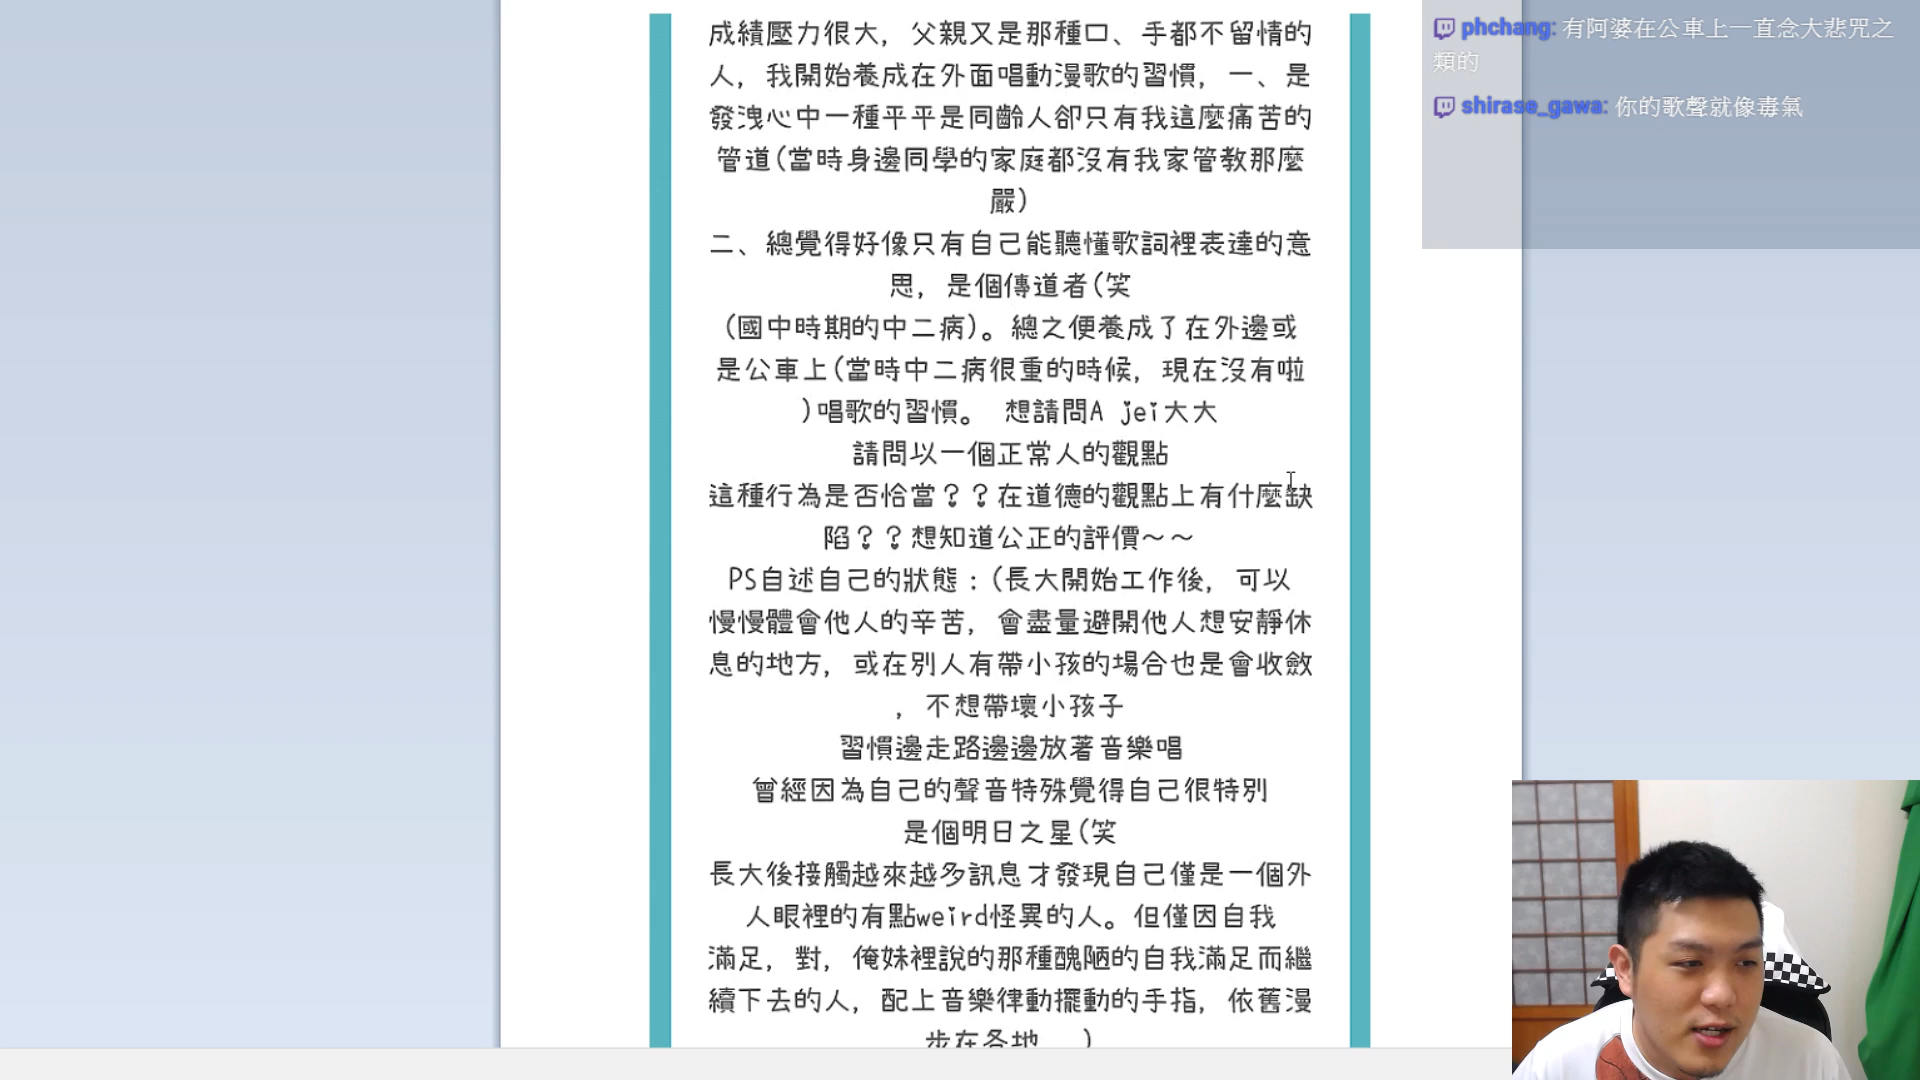 成績壓力很大，父親又是那種口、手都不留情的
人，我開始養成在外面唱動漫歌的習慣，一、是
發洩心中一種平平是同齡人卻只有我這麼痛苦的
管道(當時身邊同學的家庭都沒有我家管教那麼
嚴)
二、總覺得好像只有自己能聽懂歌詞裡表達的意
思，是個傳道者(笑
(國中時期的中二病)。總之便養成了在外邊或
是公車上(當時中二病很重的時候，現在沒有啦
)唱歌的習慣。 想請問A jei大大
請問以一個正常人的觀點
這種行為是否恰當？？在道德的觀點上有什麼缺
陷？？想知道公正的評價～～
PS自述自己的狀態：(長大開始工作後，可以
慢慢體會他人的辛苦，會盡量避開他人想安靜休
息的地方，或在別人有帶小孩的場合也是會收斂
，不想帶壞小孩子
習慣邊走路邊邊放著音樂唱
曾經因為自己的聲音特殊覺得自己很特別
是個明日之星(笑
長大後接觸越來越多訊息才發現自己僅是一個外
人眼裡的有點weird怪異的人。但僅因自我
滿足，對，俺妹裡說的那種醜陋的自我滿足而繼
續下去的人，配上音樂律動擺動的手指，依舊漫
步在各地 )
phchang: 有阿婆在公車上一直念大悲咒之
類的
shirase_gawa: 你的歌聲就像毒氣